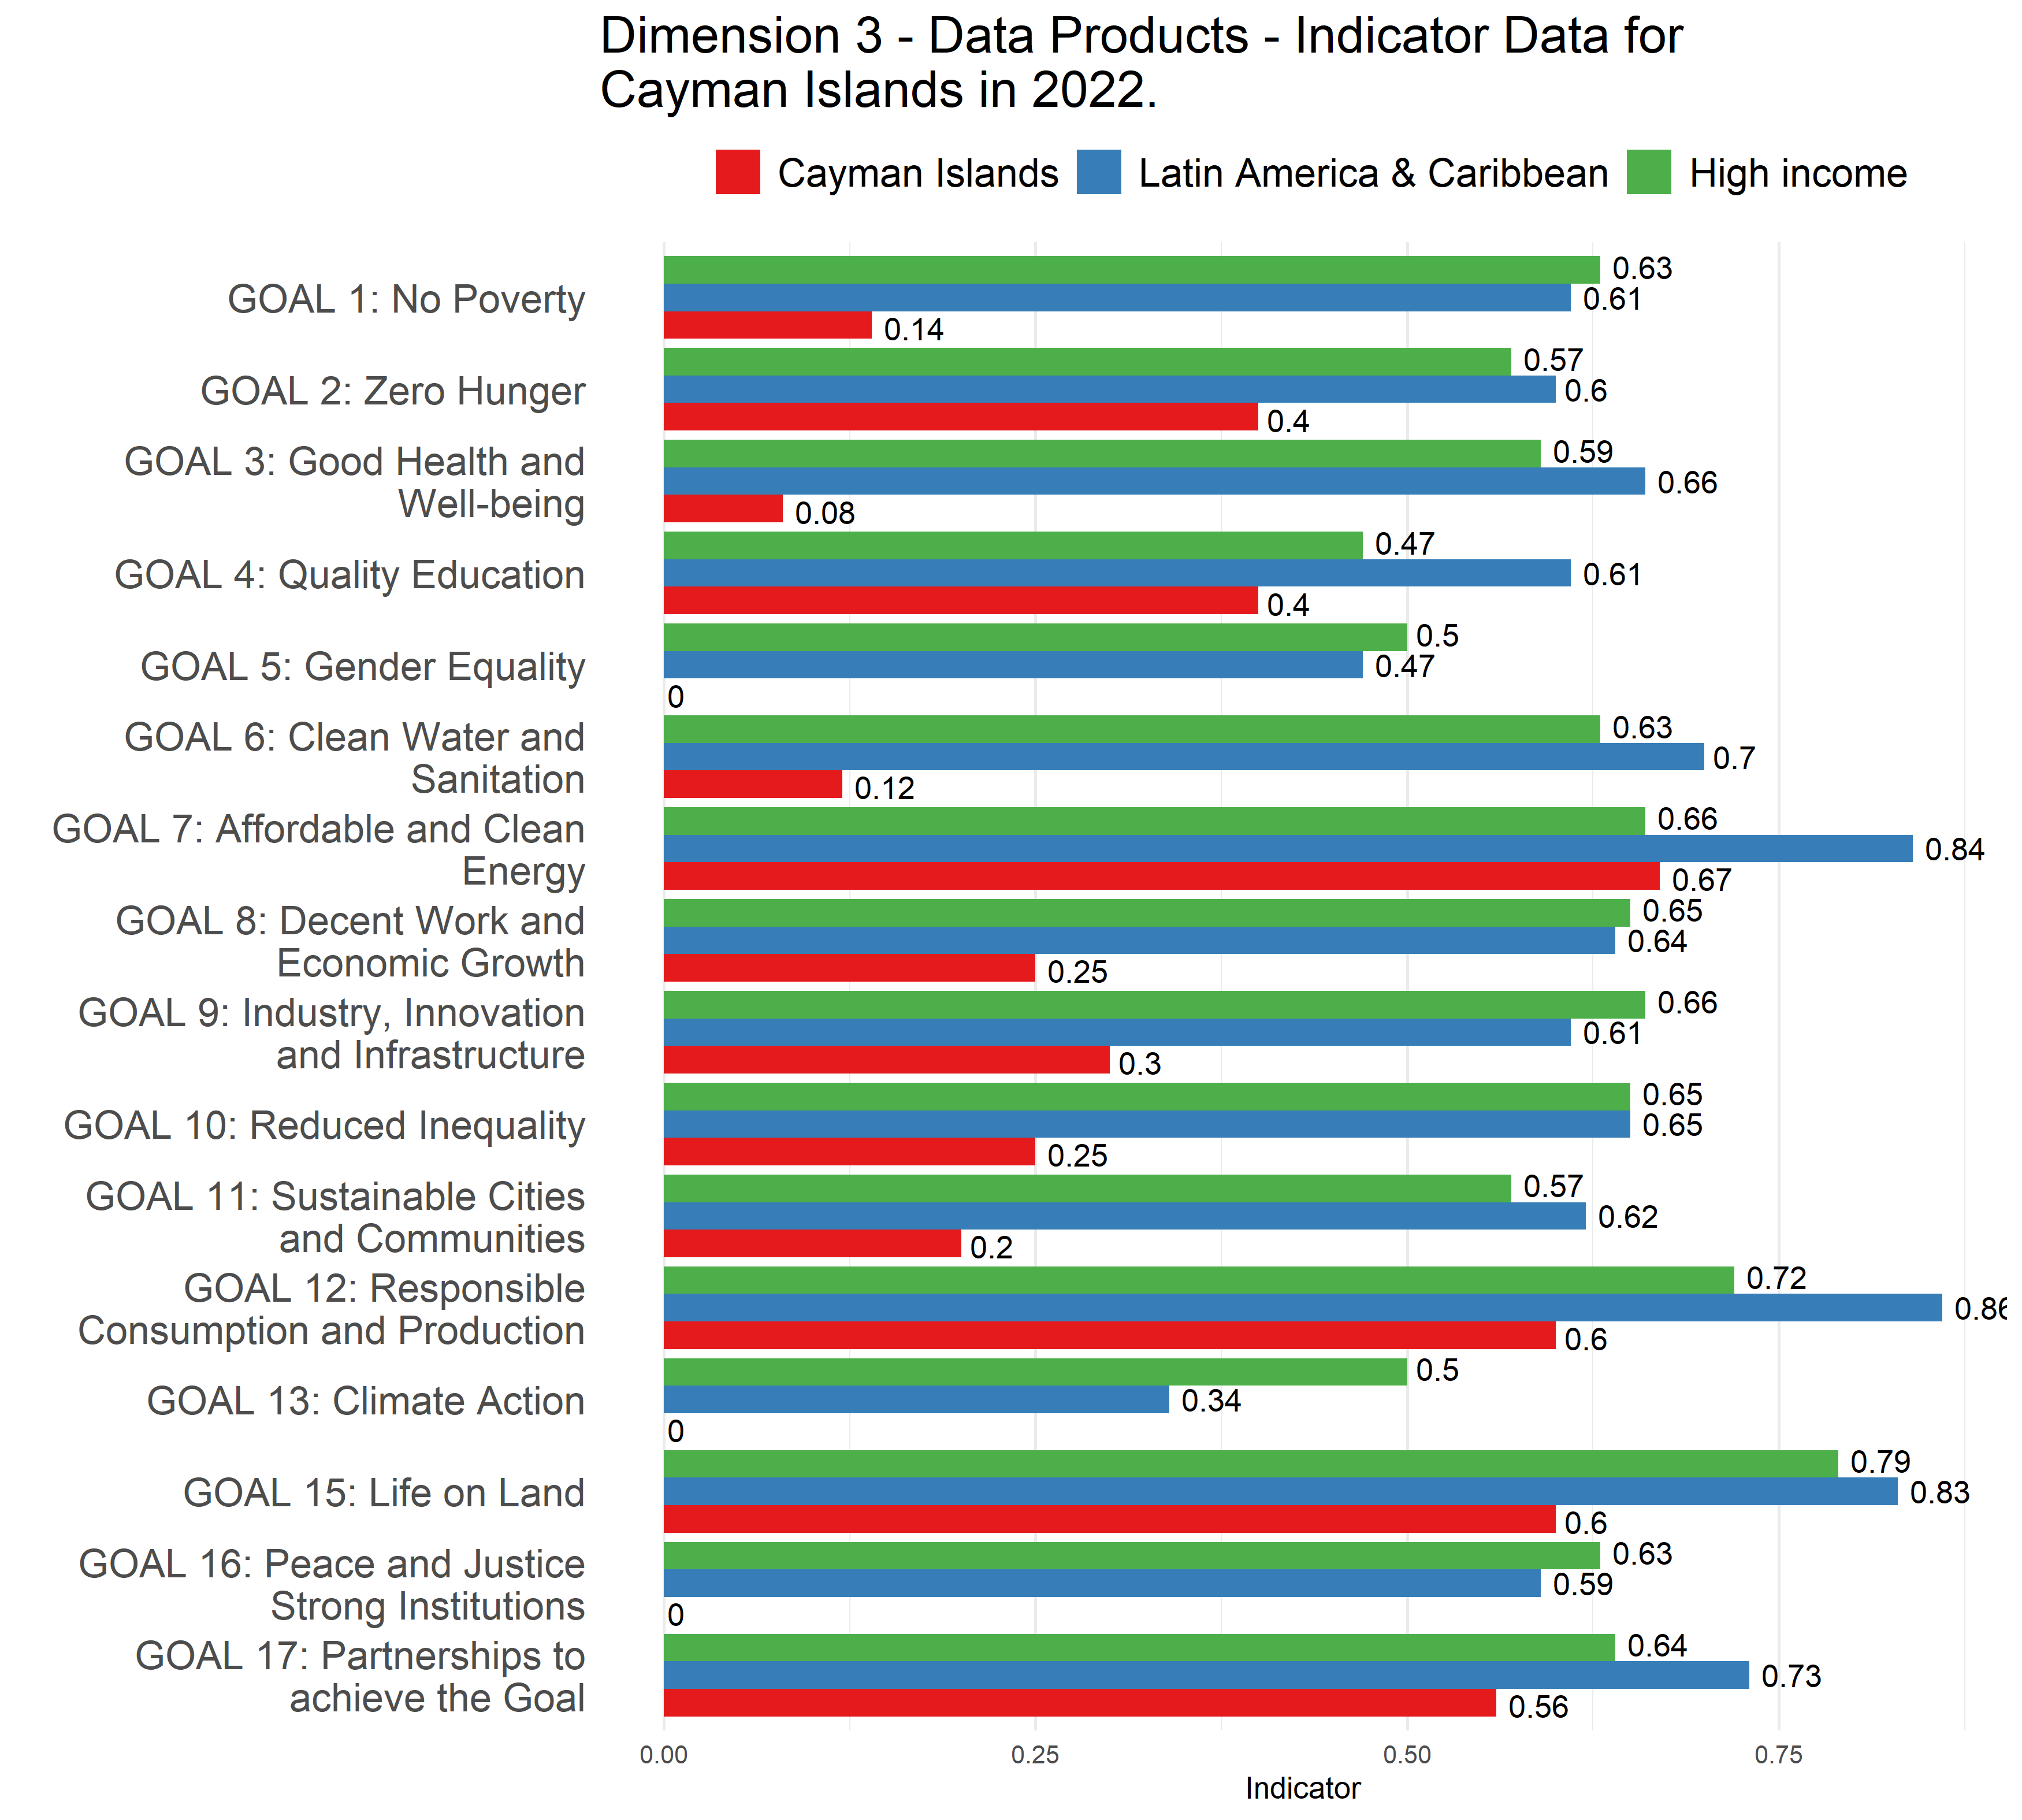 Dimension 3 - Data Products - Indicator Data for
Cayman Islands in 2022.
Cayman Islands Latin America & Caribbean High income
GOAL 1: No Poverty
0.63
0.61
0.14
GOAL 2: Zero Hunger
0.57
0.6
0.4
GOAL 3: Good Health and
Well-being
0.59
0.66
0.08
GOAL 4: Quality Education
0.47
0.61
0.4
GOAL 5: Gender Equality
0.5
0.47
0
GOAL 6: Clean Water and
Sanitation
0.63
0.7
0.12
GOAL 7: Affordable and Clean
Energy
0.66
0.84
0.67
GOAL 8: Decent Work and
Economic Growth
0.65
0.64
0.25
GOAL 9: Industry, Innovation
and Infrastructure
0.66
0.61
0.3
GOAL 10: Reduced Inequality
0.65
0.65
0.25
GOAL 11: Sustainable Cities
and Communities
0.57
0.62
0.2
GOAL 12: Responsible
Consumption and Production
0.72
0.86
0.6
GOAL 13: Climate Action
0.5
0.34
0
GOAL 15: Life on Land
0.79
0.83
0.6
GOAL 16: Peace and Justice
Strong Institutions
0.63
0.59
0
GOAL 17: Partnerships to
achieve the Goal
0.64
0.73
0.56
0.00 0.25 0.50 0.75
Indicator